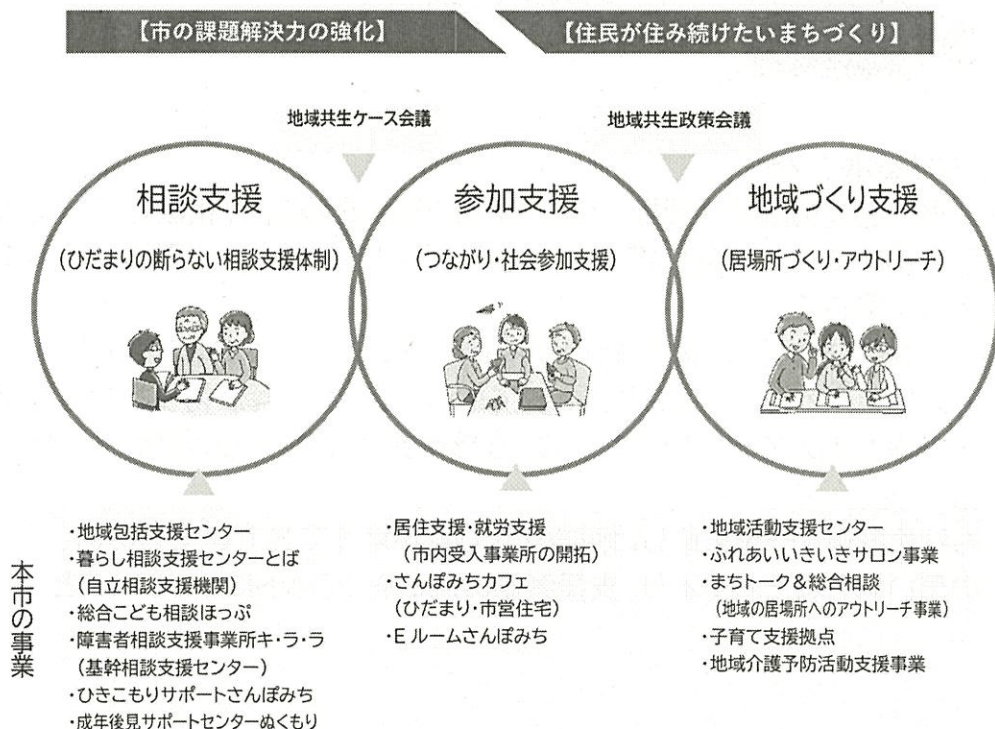 【市の課題解決力の強化】
【住民が住み続けたいまちづくり】
地域共生ケース会議
地域共生政策会議
相談支援
(ひだまりの断らない相談支援体制)
参加支援
(つながり・社会参加支援)
地域づくり支援
(居場所づくり・アウトリーチ)
本市の事業
・地域包括支援センター
・暮らし相談支援センターとば
(自立相談支援機関)
・総合こども相談ほっぷ
・障害者相談支援事業所キ・ラ・ラ
(基幹相談支援センター)
・ひきこもりサポートさんぽみち
・成年後見サポートセンターぬくもり
・居住支援・就労支援
(市内受入事業所の開拓)
・さんぽみちカフェ
(ひだまり・市営住宅)
・E ルームさんぽみち
・地域活動支援センター
・ふれあいいきいきサロン事業
・まちトーク&総合相談
(地域の居場所へのアウトリーチ事業)
・子育て支援拠点
・地域介護予防活動支援事業